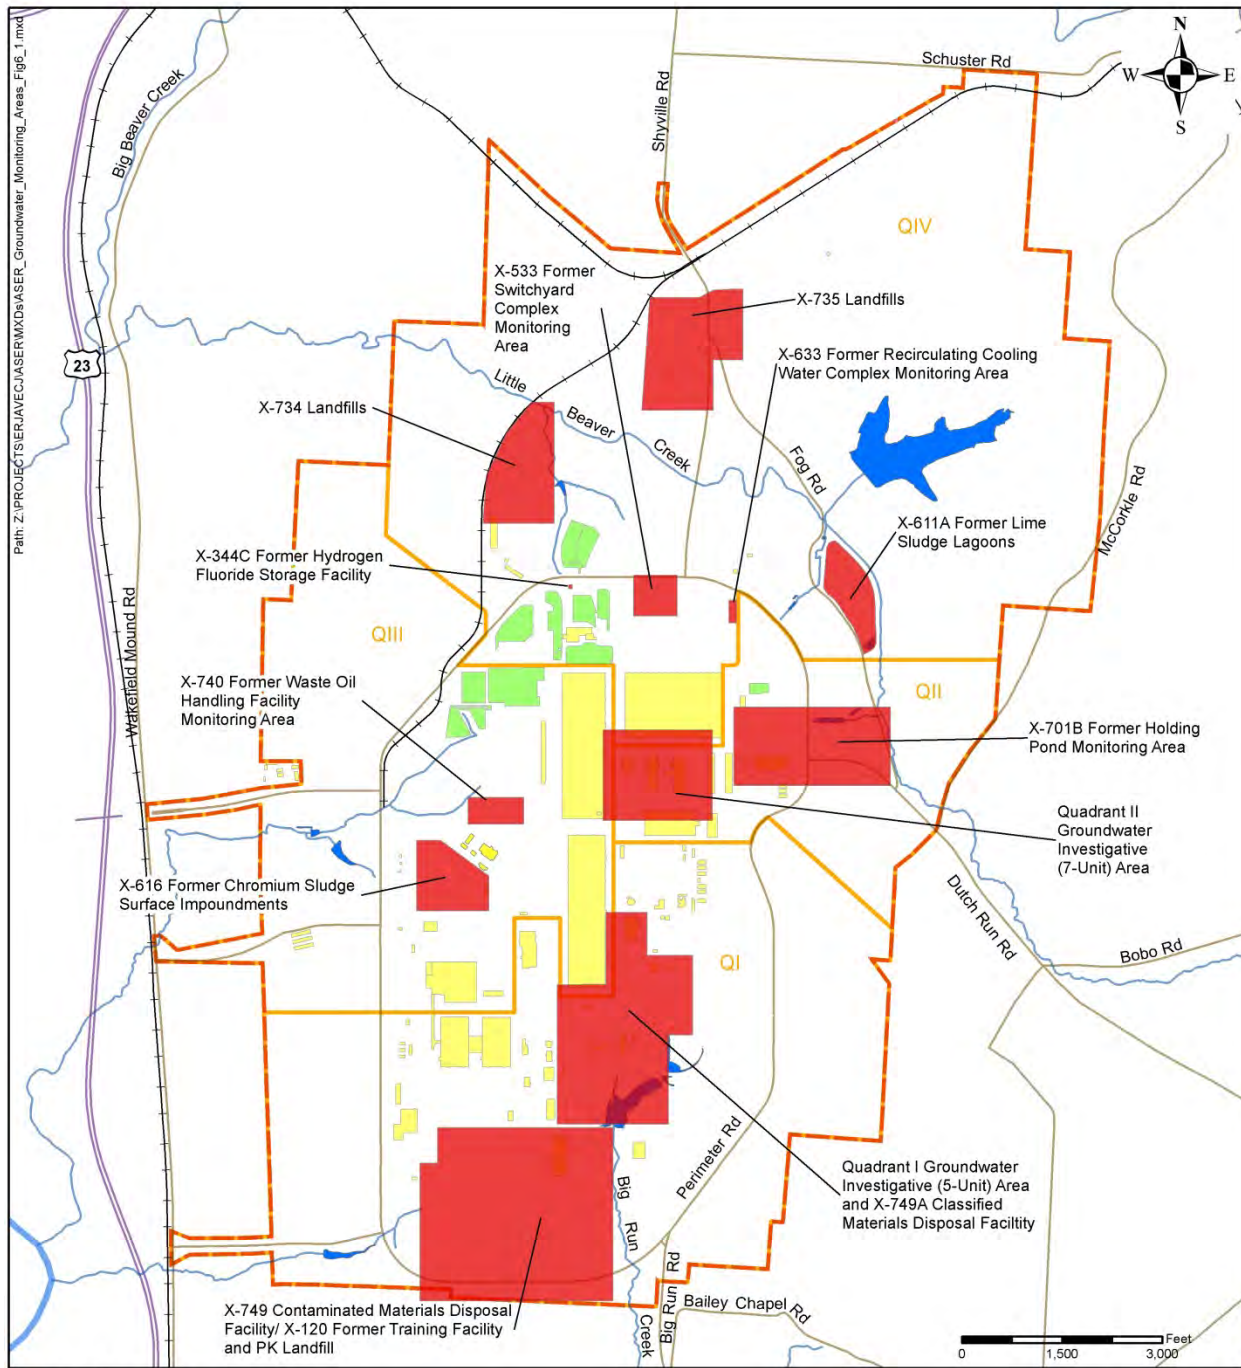 Path: Z:\PROJECTS\ERJAVECJ\ASER\MXDs\ASER_Groundwater_Monitoring_Areas_Fig6_1.mxd
N
W E
S
Schuster Rd
Shyville Rd
Big Beaver Creek
QIV
X-533 Former
Switchyard
Complex
Monitoring
Area
X-735 Landfills
23
X-633 Former Recirculating Cooling
Water Complex Monitoring Area
Little
Beaver
Creek
X-734 Landfills
Fog Rd
McCorkle Rd
X-611A Former Lime
Sludge Lagoons
X-344C Former Hydrogen
Fluoride Storage Facility
QIII
Wakefield Mound Rd
QII
X-740 Former Waste Oil
Handling Facility
Monitoring Area
X-701B Former Holding
Pond Monitoring Area
Quadrant II
Groundwater
Investigative
(7-Unit) Area
X-616 Former Chromium Sludge
Surface Impoundments
Dutch Run Rd
Bobo Rd
QI
Perimeter Rd
Quadrant I Groundwater
Investigative (5-Unit) Area
and X-749A Classified
Materials Disposal Faciltity
Big
Run
Creek
Big Run Rd
Bailey Chapel Rd
X-749 Contaminated Materials Disposal
Facility/ X-120 Former Training Facility
and PK Landfill
Feet
0 1,500 3,000